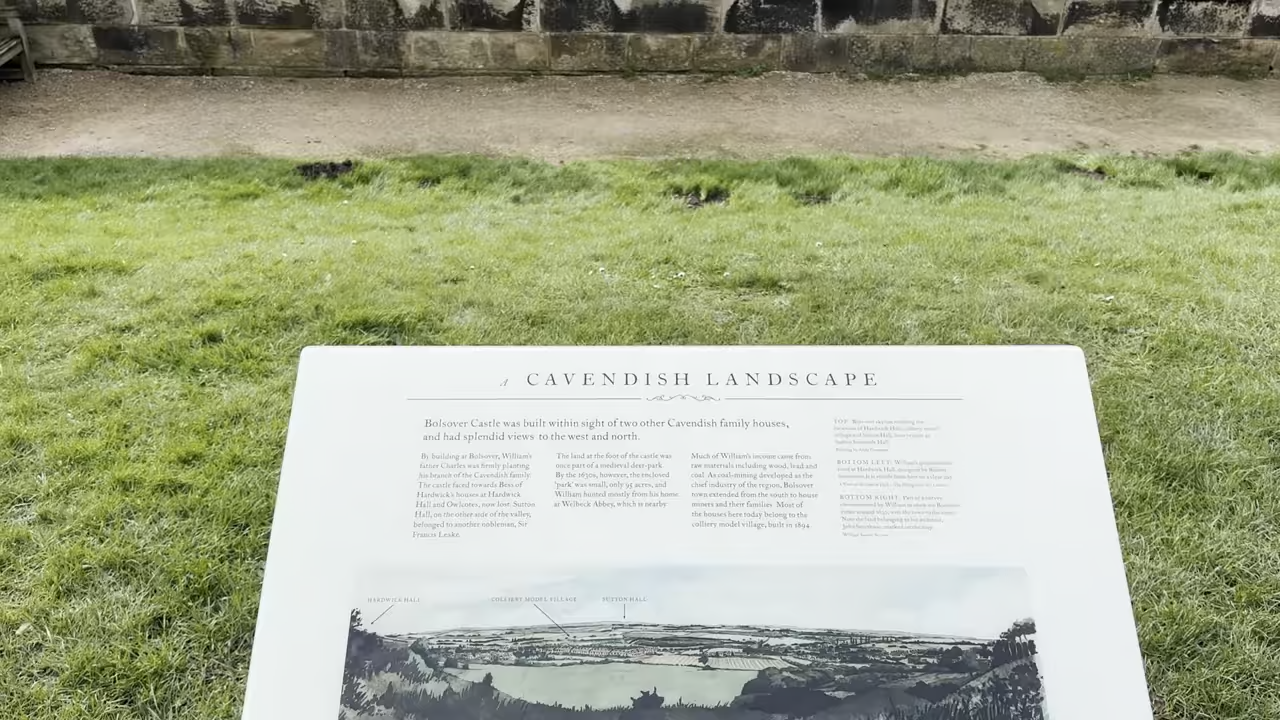 A CAVENDISH LANDSCAPE
Bolsover Castle was built within sight of two other Cavendish family houses,
and had splendid views to the west and north.
By building at Bolsover, William's
father Charles was firmly planting
his branch of the Cavendish family.
The castle faced towards Bess of
Hardwick's houses at Hardwick
Hall and Owlcotes, now lost. Sutton
Hall, on the other side of the valley,
belonged to another nobleman, Sir
Francis Leake.
The land at the foot of the castle was
once part of a medieval deer-park.
By the 1630s, however, the enclosed
'park' was small, only 95 acres, and
William hunted mostly from his home
at Welbeck Abbey, which is nearby
Much of William's income came from
raw materials including wood, lead and
coal. As coal-mining developed as the
chief industry of the region, Bolsover
town extended from the south to house
miners and their families. Most of
the houses here today belong to the
colliery model village, built in 1894
TOP
BOTTOM LEFT: William's
BOTTOM RIGHT:
HARDWICK HALL
COLLIERY MODEL VILLAGE
SUTTON HALL